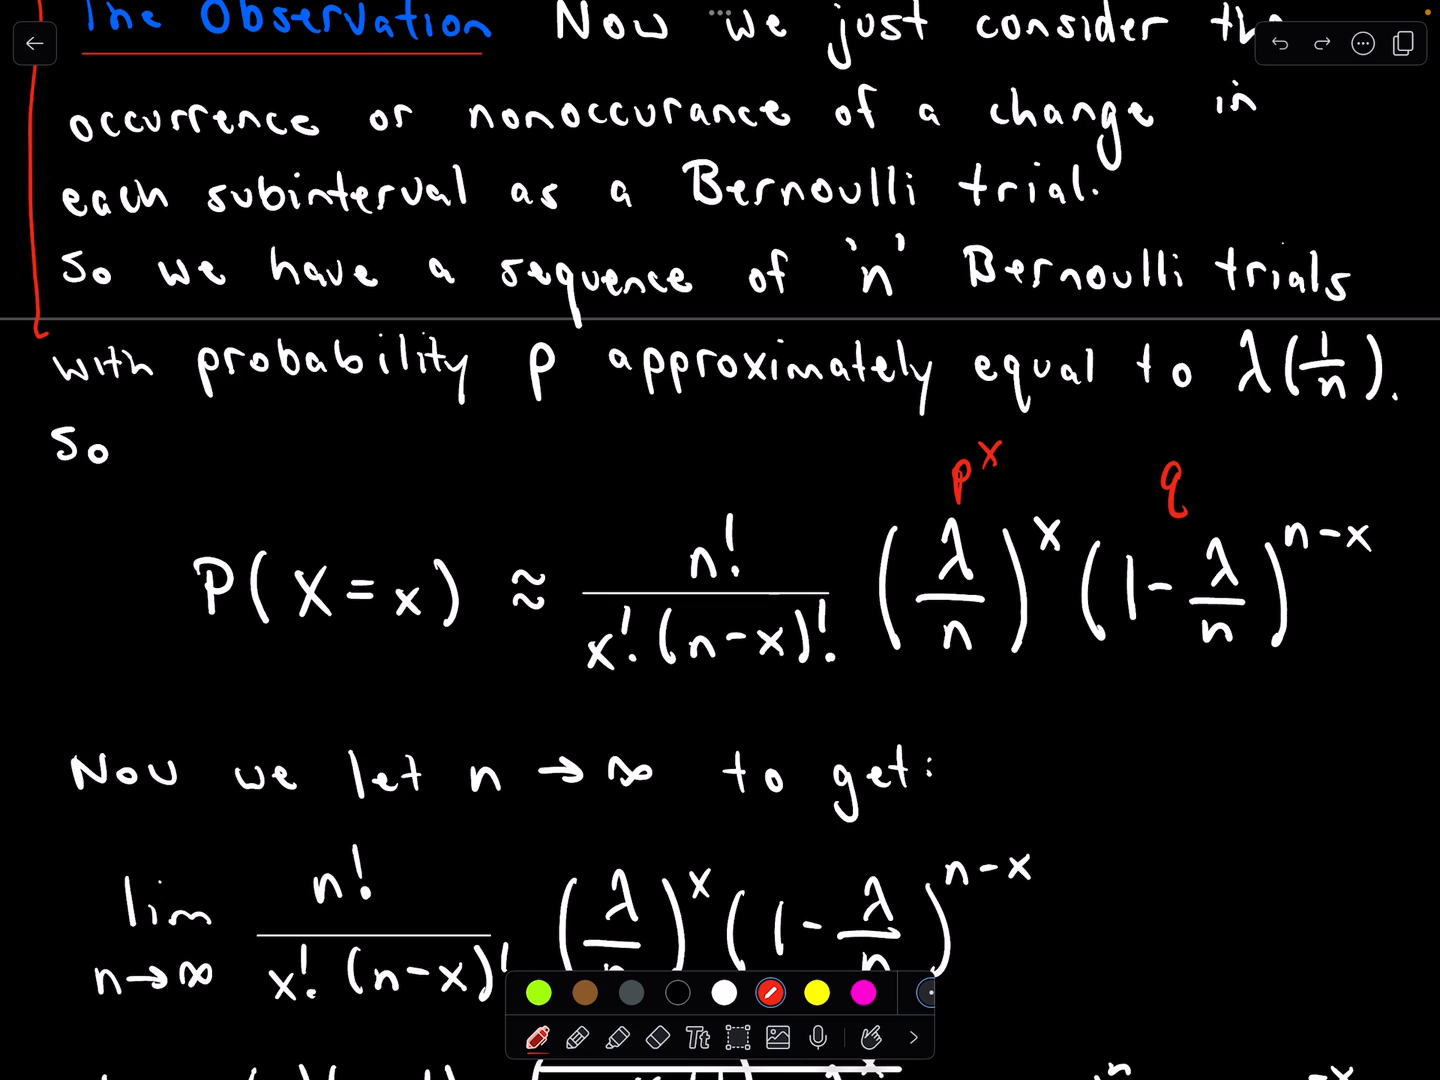 The Observation Now we just consider the
occurrence or nonoccurance of a change in
each subinterval as a Bernoulli trial.
So we have a sequence of 'n' Bernoulli trials
with probability p approximately equal to λ(1/n).
So
p^x q
P(X=x) ≈ n!/(x!(n-x)!) (λ/n)^x (1-λ/n)^(n-x)
Now we let n → ∞ to get:
lim n→∞ n!/(x!(n-x)!) (λ/n)^x (1-λ/n)^(n-x)
Tt